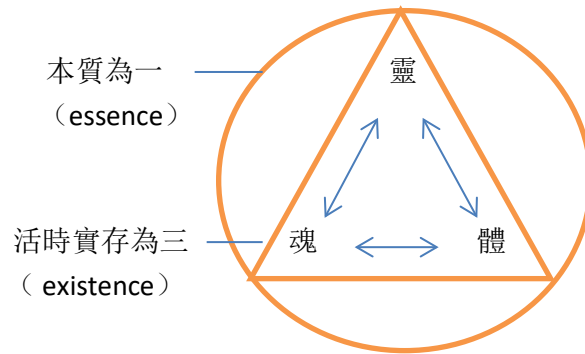 靈
本質為一
（essence）
魂
體
活時實存為三
（ existence）